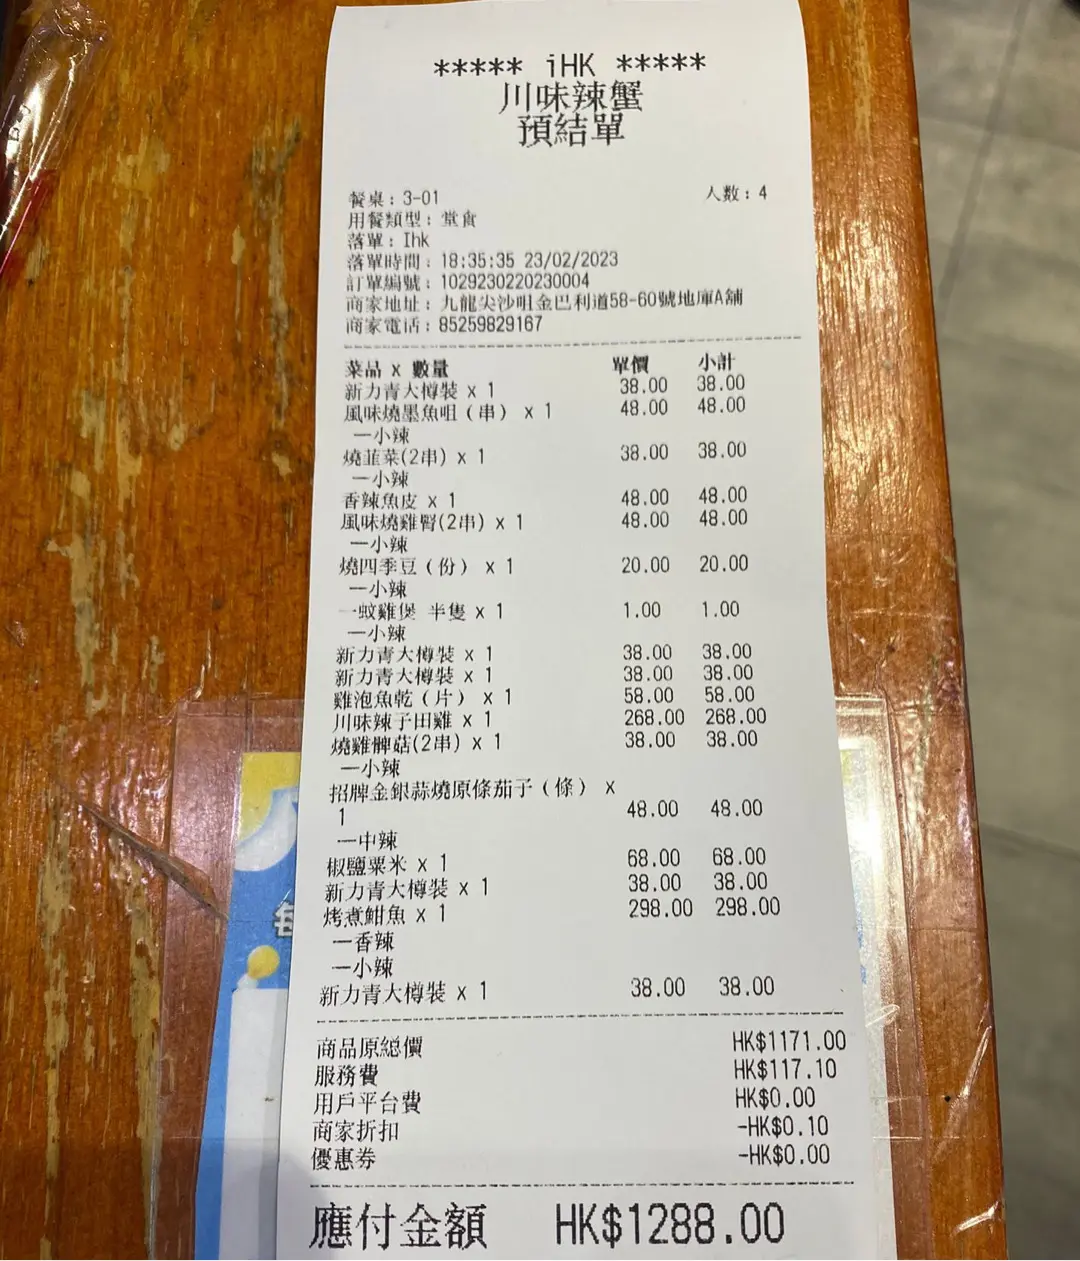 ***** iHK *****
川味辣蟹
預結單
餐桌：3-01 人數：4
用餐類型：堂食
落單：Ihk
落單時間：18:35:35 23/02/2023
訂單編號：1029230220230004
商家地址：九龍尖沙咀金巴利道58-60號地庫A舖
商家電話：85259829167
菜品 x 數量 單價 小計
新力青大樽裝 x 1 38.00 38.00
風味燒墨魚咀（串） x 1 48.00 48.00
—小辣
燒韮菜(2串) x 1 38.00 38.00
—小辣
香辣魚皮 x 1 48.00 48.00
風味燒雞腎(2串) x 1 48.00 48.00
—小辣
燒四季豆（份） x 1 20.00 20.00
—小辣
一蚊雞煲 半隻 x 1 1.00 1.00
—小辣
新力青大樽裝 x 1 38.00 38.00
新力青大樽裝 x 1 38.00 38.00
雞泡魚乾（片） x 1 58.00 58.00
川味辣子田雞 x 1 268.00 268.00
燒雞髀菇(2串) x 1 38.00 38.00
—小辣
招牌金銀蒜燒原條茄子（條） x
1 48.00 48.00
—中辣
椒鹽粟米 x 1 68.00 68.00
新力青大樽裝 x 1 38.00 38.00
烤煮鮒魚 x 1 298.00 298.00
—香辣
—小辣
新力青大樽裝 x 1 38.00 38.00
商品原總價 HK$1171.00
服務費 HK$117.10
用戶平台費 HK$0.00
商家折扣 -HK$0.10
優惠券 -HK$0.00
應付金額 HK$1288.00
每